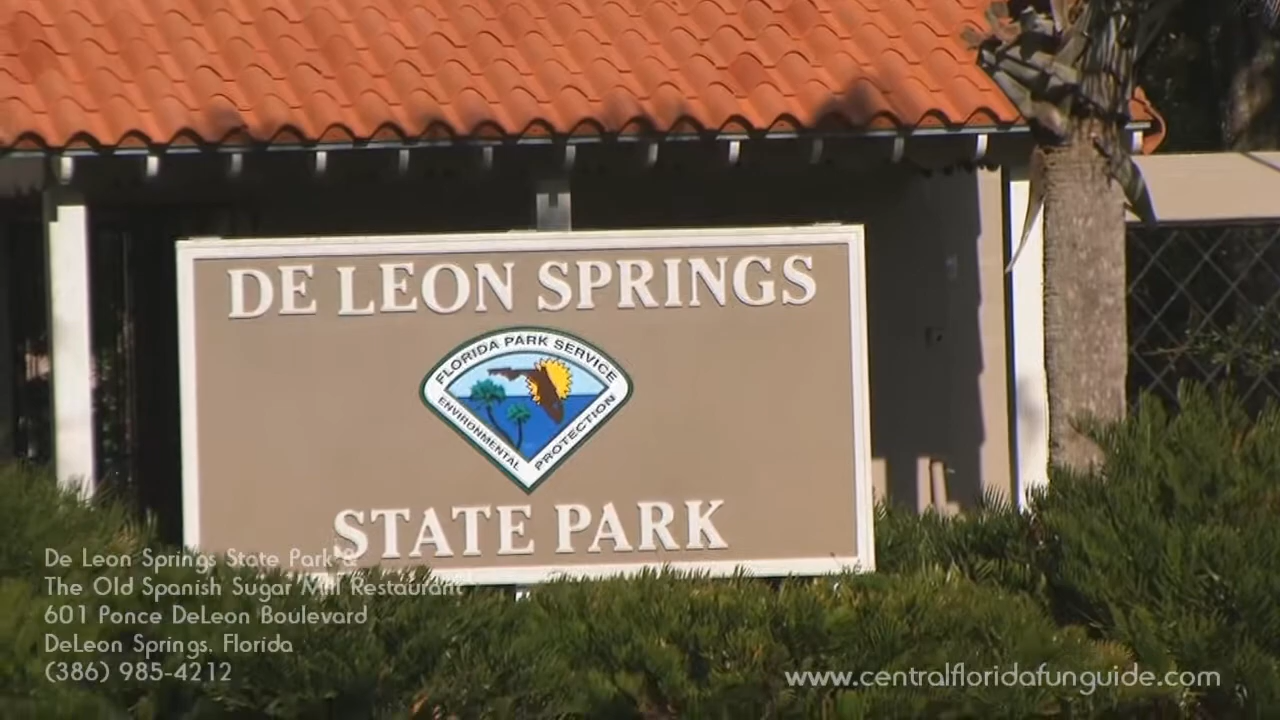 DE LEON SPRINGS
FLORIDA PARK SERVICE
ENVIRONMENTAL PROTECTION
STATE PARK
De Leon Springs State Park &
The Old Spanish Sugar Mill Restaurant
601 Ponce DeLeon Boulevard
DeLeon Springs. Florida
(386) 985-4212
www.centralfloridafunguide.com